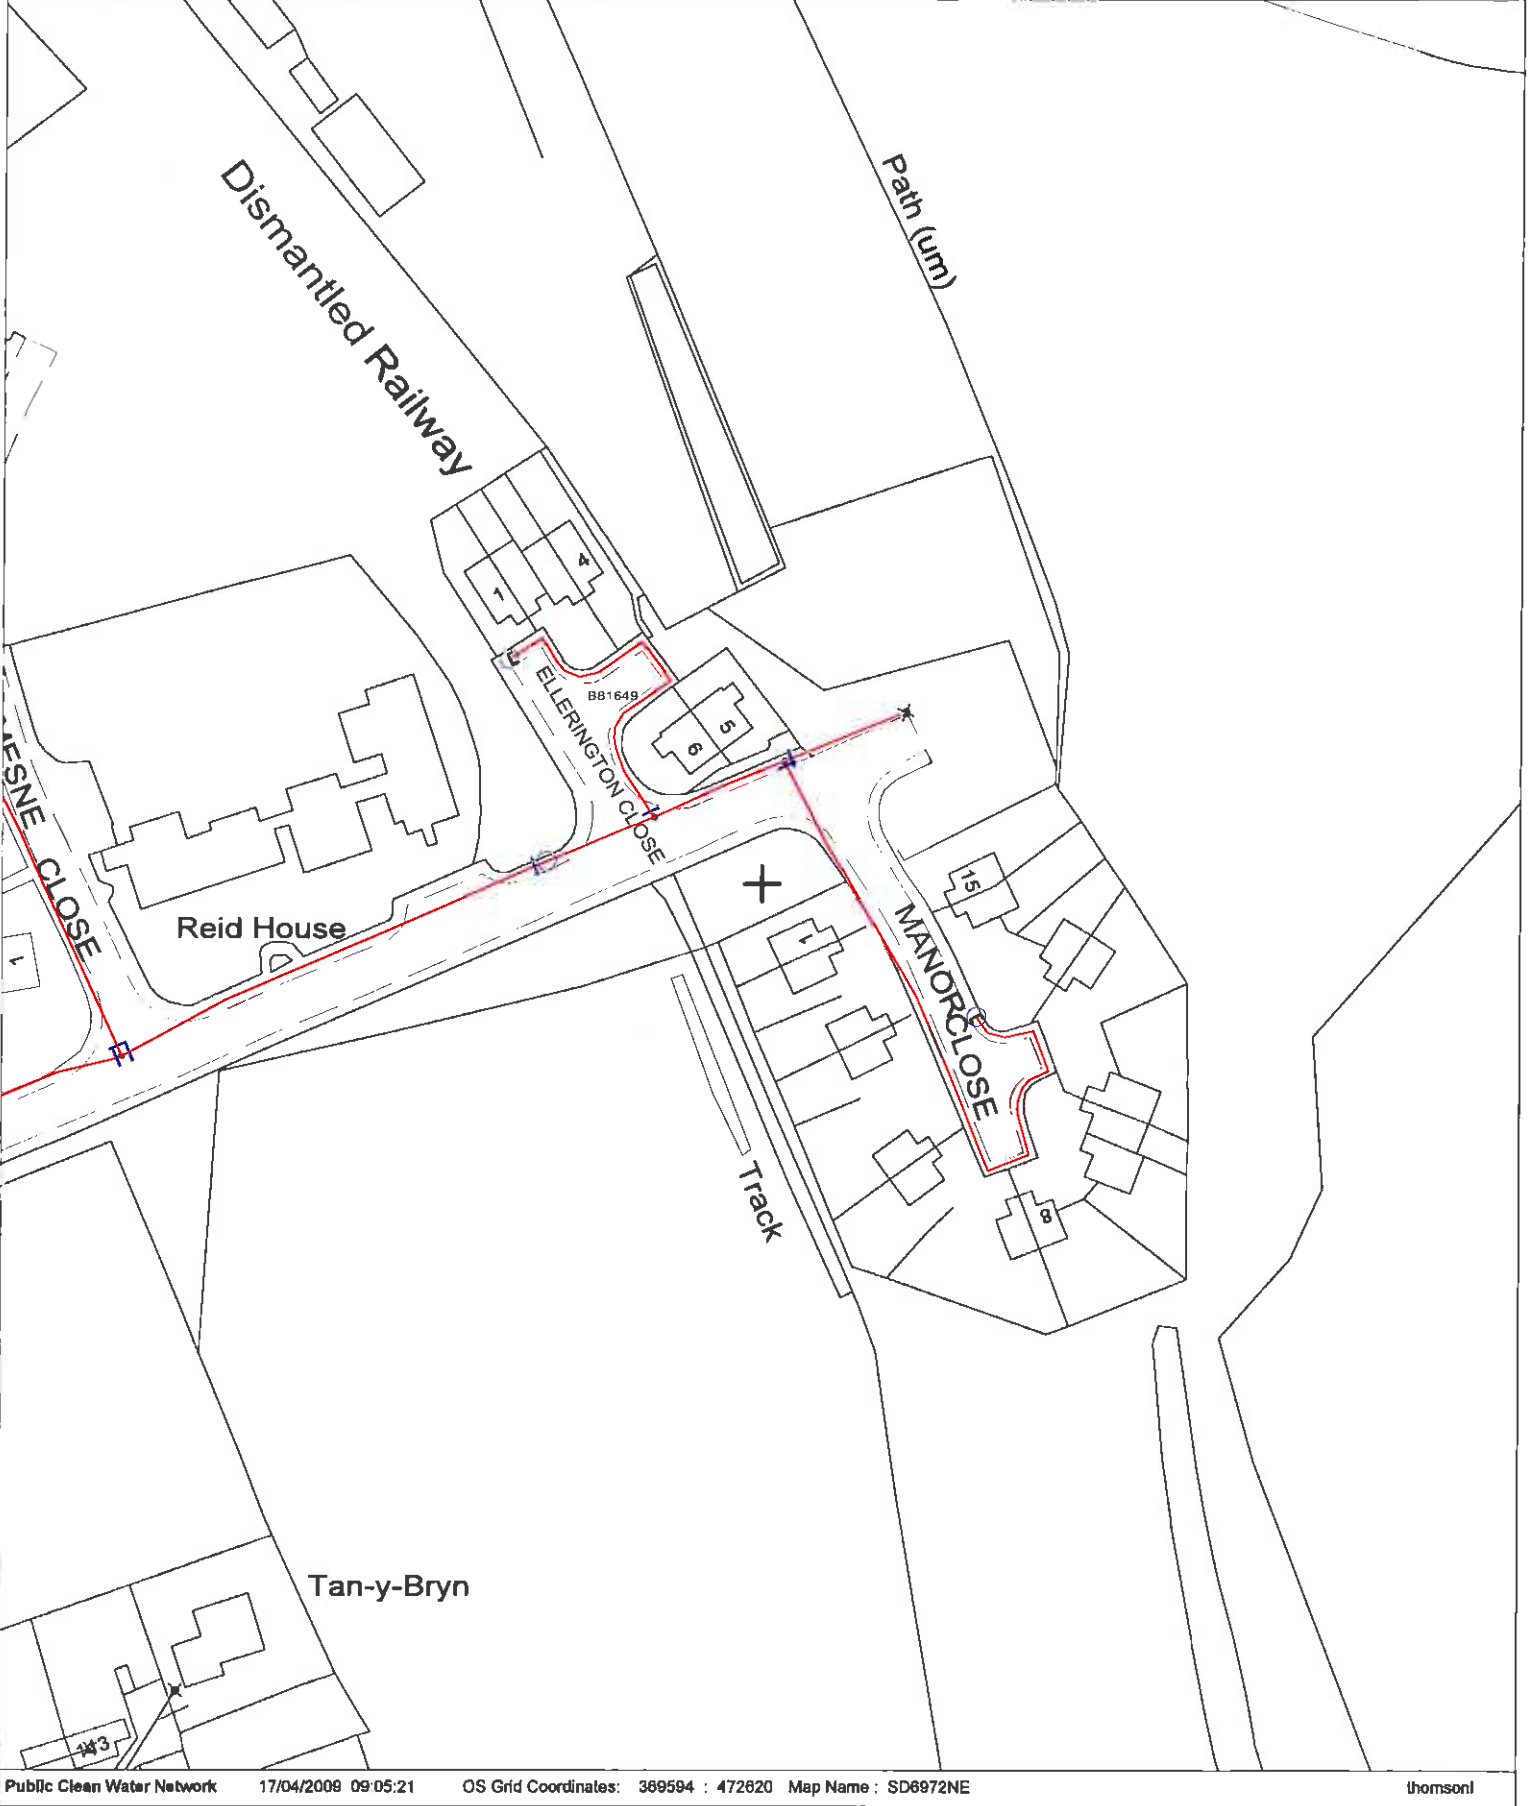 Path (um)
Dismantled Railway
4
1
ELLERINGTON CLOSE
B81649
5
6
CLOSE
Reid House
1
15
1
MANOR CLOSE
Track
8
Tan-y-Bryn
Public Clean Water Network 17/04/2009 09:05:21 OS Grid Coordinates: 369594 : 472620 Map Name : SD6972NE thomsonl